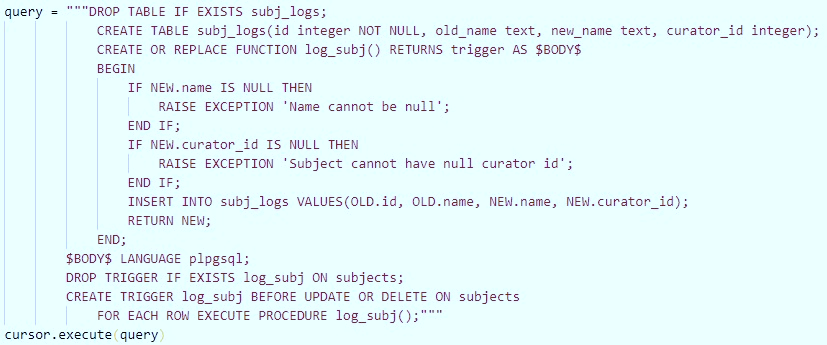 query = """DROP TABLE IF EXISTS subj_logs;
CREATE TABLE subj_logs(id integer NOT NULL, old_name text, new_name text, curator_id integer);
CREATE OR REPLACE FUNCTION log_subj() RETURNS trigger AS $BODY$
BEGIN
IF NEW.name IS NULL THEN
RAISE EXCEPTION 'Name cannot be null';
END IF;
IF NEW.curator_id IS NULL THEN
RAISE EXCEPTION 'Subject cannot have null curator id';
END IF;
INSERT INTO subj_logs VALUES(OLD.id, OLD.name, NEW.name, NEW.curator_id);
RETURN NEW;
END;
$BODY$ LANGUAGE plpgsql;
DROP TRIGGER IF EXISTS log_subj ON subjects;
CREATE TRIGGER log_subj BEFORE UPDATE OR DELETE ON subjects
FOR EACH ROW EXECUTE PROCEDURE log_subj();"""
cursor.execute(query)